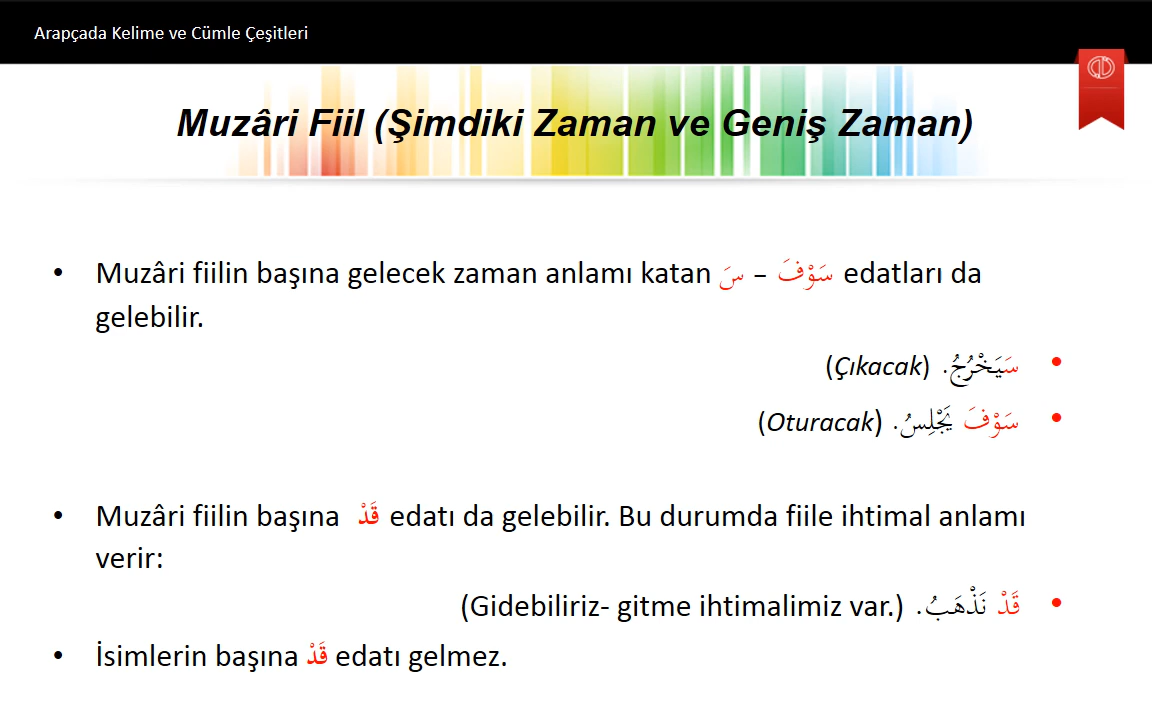 Arapçada Kelime ve Cümle Çeşitleri
Muzâri Fiil (Şimdiki Zaman ve Geniş Zaman)
• Muzâri fiilin başına gelecek zaman anlamı katan سَ – سَوْفَ edatları da
gelebilir.
• سَيَخْرُجُ. (Çıkacak)
• سَوْفَ يَجْلِسُ. (Oturacak)
• Muzâri fiilin başına قَدْ edatı da gelebilir. Bu durumda fiile ihtimal anlamı
verir:
• قَدْ نَذْهَبُ. (Gidebiliriz- gitme ihtimalimiz var.)
• İsimlerin başına قَدْ edatı gelmez.